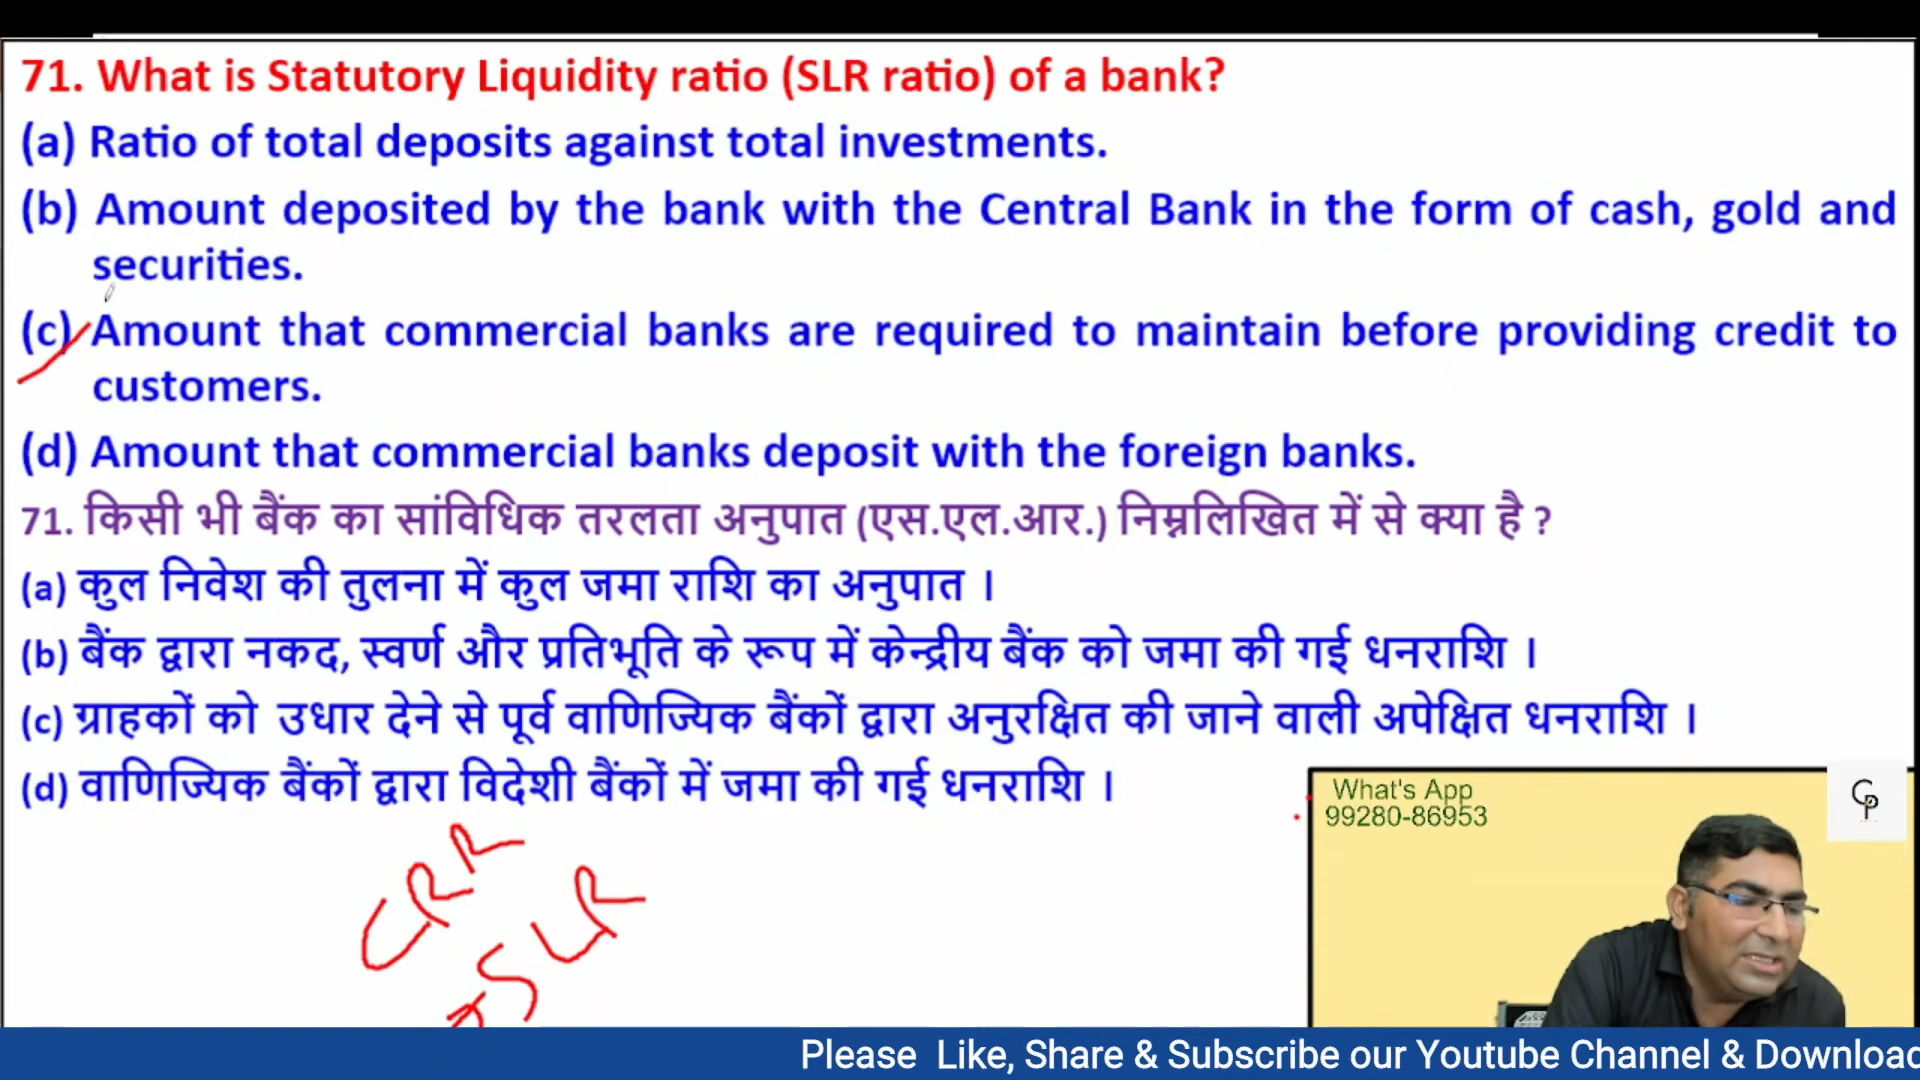 71. What is Statutory Liquidity ratio (SLR ratio) of a bank?
(a) Ratio of total deposits against total investments.
(b) Amount deposited by the bank with the Central Bank in the form of cash, gold and
securities.
(c) Amount that commercial banks are required to maintain before providing credit to
customers.
(d) Amount that commercial banks deposit with the foreign banks.
71. किसी भी बैंक का सांविधिक तरलता अनुपात (एस.एल.आर.) निम्नलिखित में से क्या है ?
(a) कुल निवेश की तुलना में कुल जमा राशि का अनुपात ।
(b) बैंक द्वारा नकद, स्वर्ण और प्रतिभूति के रूप में केन्द्रीय बैंक को जमा की गई धनराशि ।
(c) ग्राहकों को उधार देने से पूर्व वाणिज्यिक बैंकों द्वारा अनुरक्षित की जाने वाली अपेक्षित धनराशि ।
(d) वाणिज्यिक बैंकों द्वारा विदेशी बैंकों में जमा की गई धनराशि ।
CRR
SLR
What's App
99280-86953
CP
Please Like, Share & Subscribe our Youtube Channel & Downloac